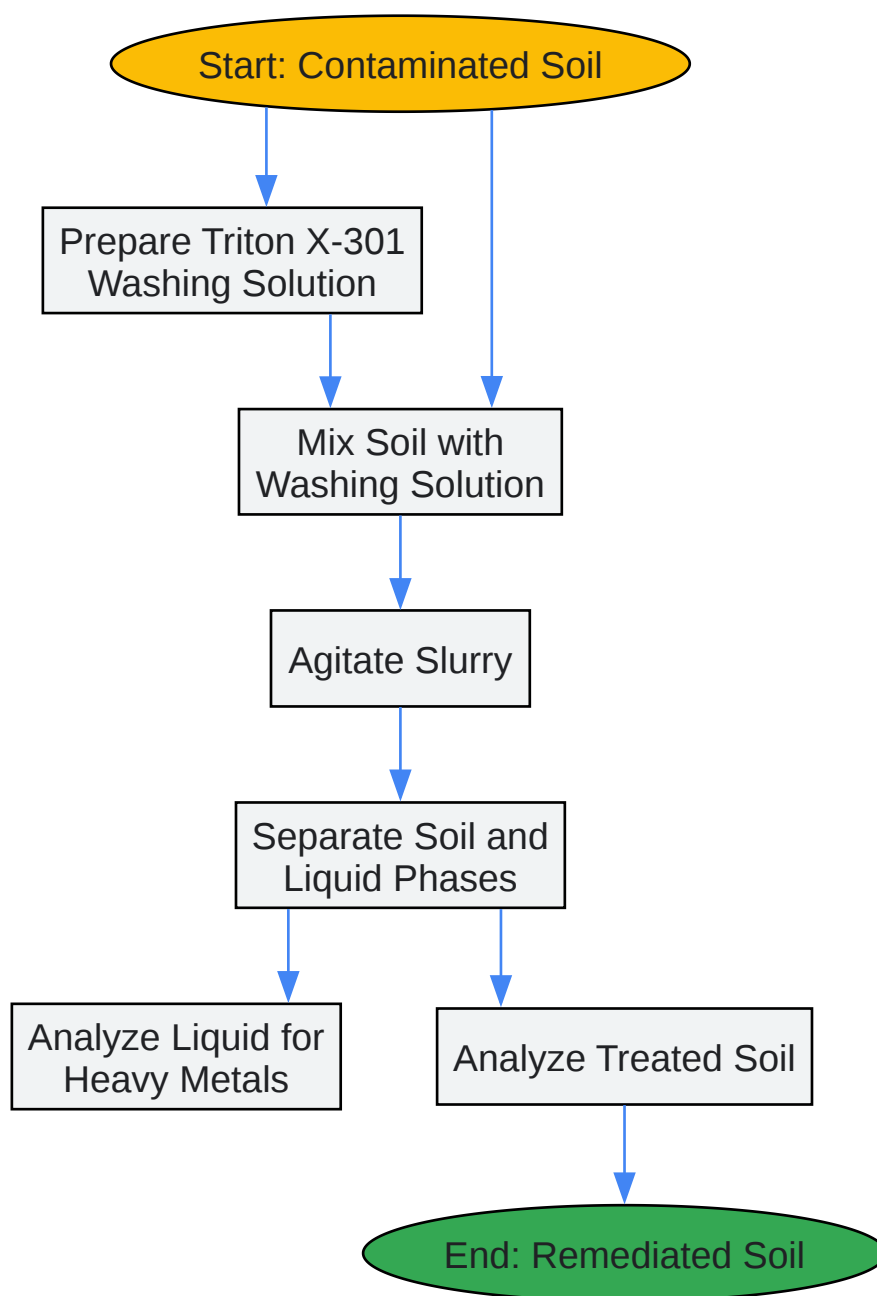 Start: Contaminated Soil
Prepare Triton X-301
Washing Solution
Mix Soil with
Washing Solution
Agitate Slurry
Separate Soil and
Liquid Phases
Analyze Liquid for
Heavy Metals
Analyze Treated Soil
End: Remediated Soil